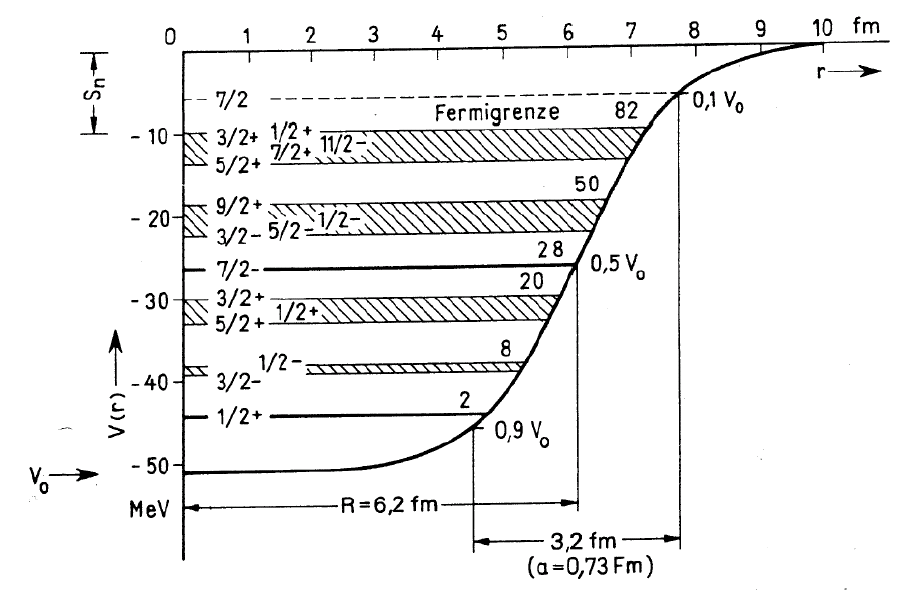 0 1 2 3 4 5 6 7 8 9 10 fm
r
Sn
7/2
0,1 V₀
Fermigrenze 82
-10
3/2+ 1/2+
7/2+ 11/2-
5/2+
50
9/2+
-20
5/2- 1/2-
3/2-
28
7/2-
0,5 V₀
20
-30
3/2+
1/2+
5/2+
8
1/2-
-40
3/2-
2
1/2+
V(r)
0,9 V₀
-50
V₀
MeV
R=6,2 fm
3,2 fm
(a=0,73 Fm)